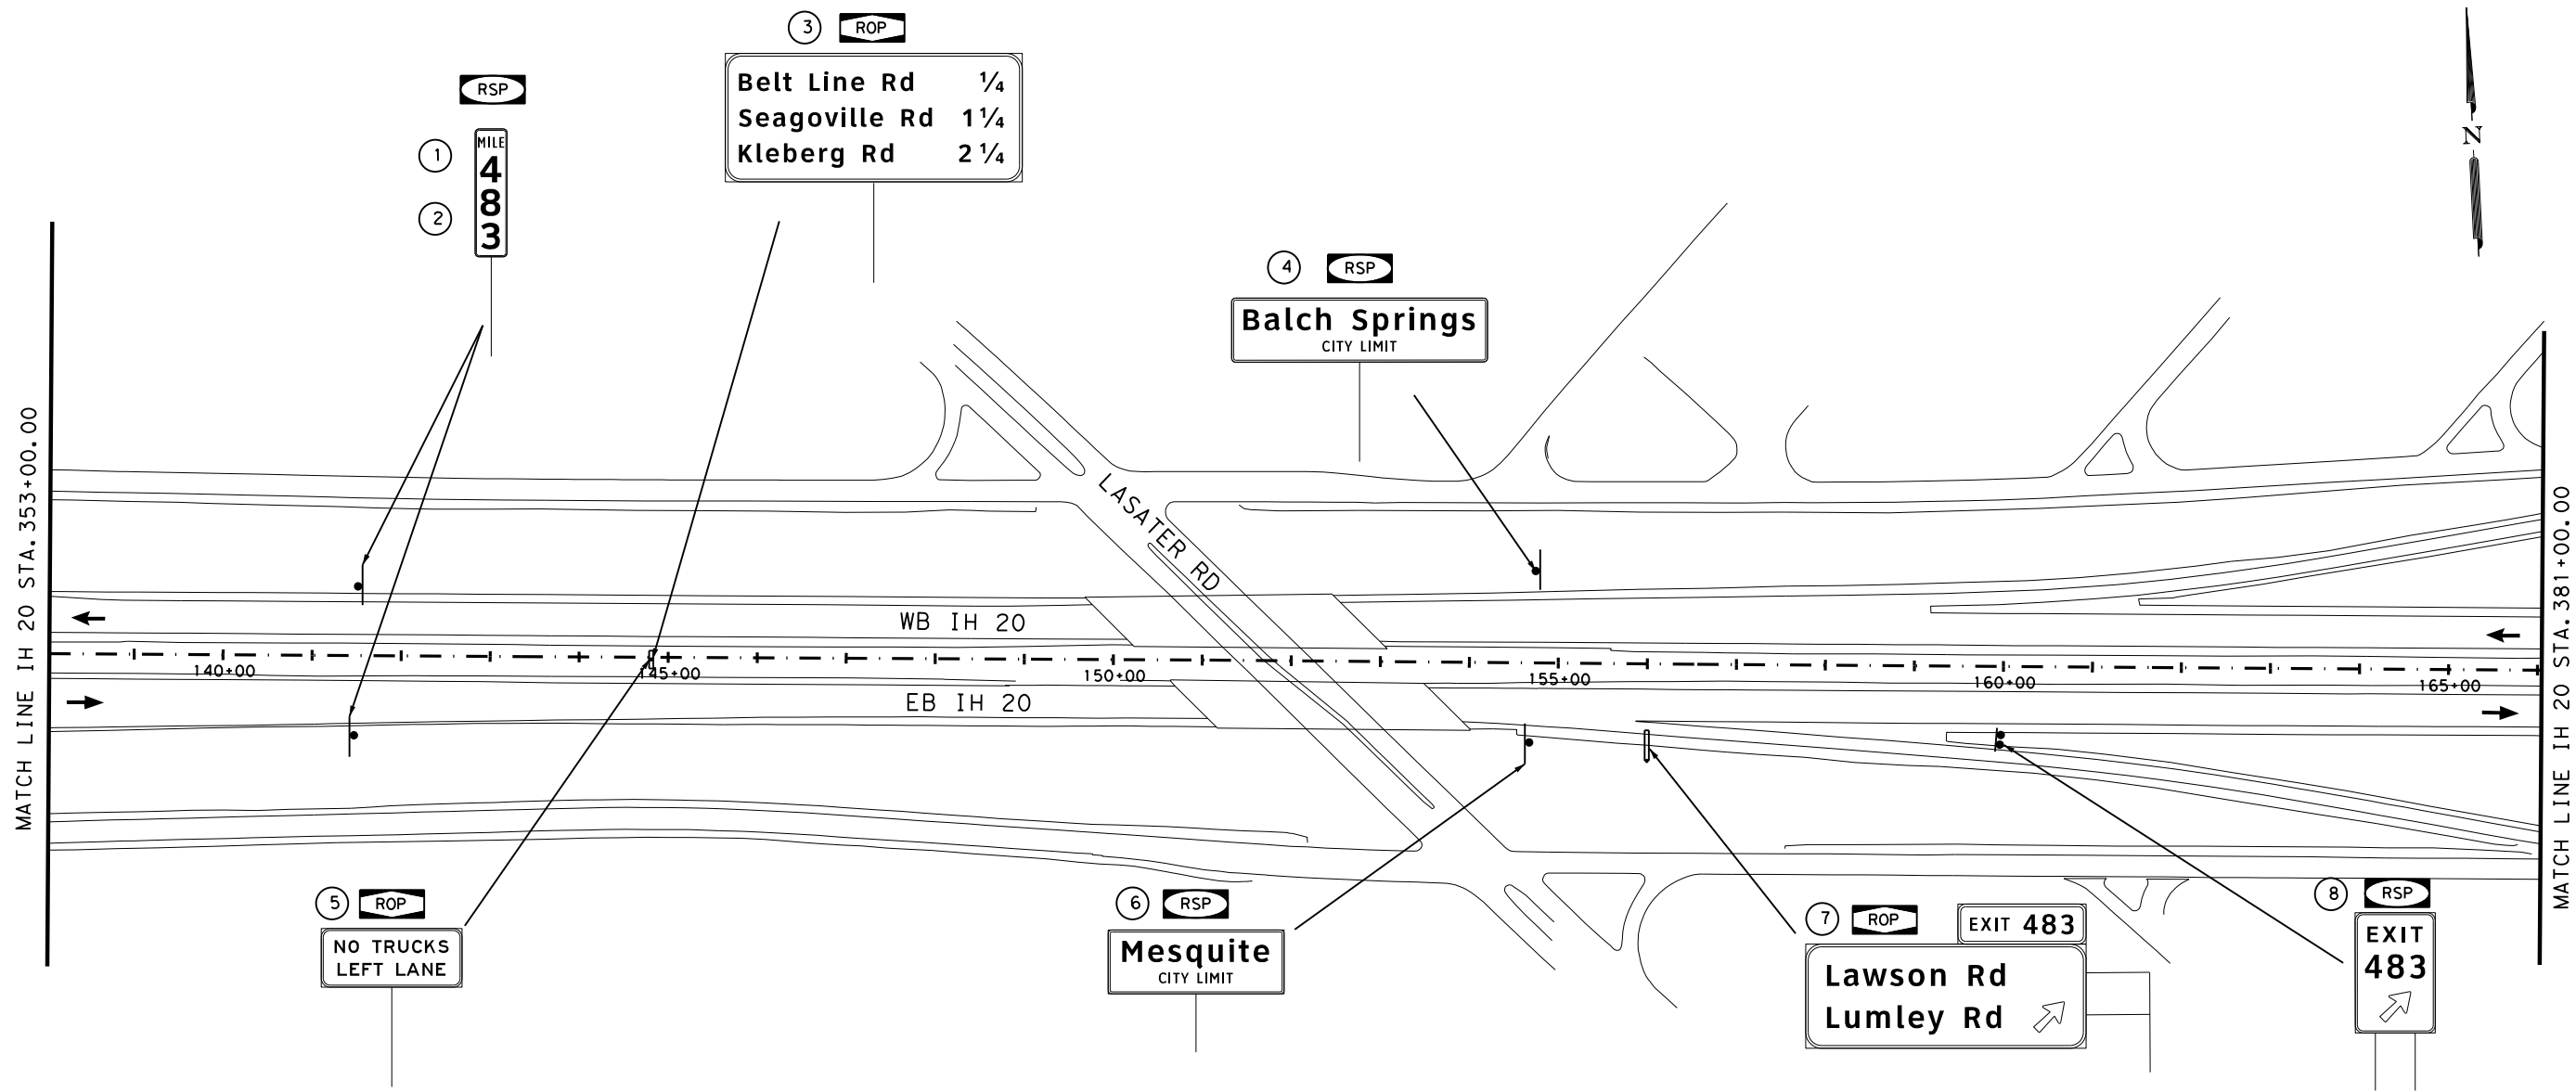 3 ROP
Belt Line Rd 1/4
Seagoville Rd 1 1/4
Kleberg Rd 2 1/4
RSP
1
2
MILE
4
8
3
N
4 RSP
Balch Springs
CITY LIMIT
MATCH LINE IH 20 STA. 353+00.00
LASATER RD
WB IH 20
140+00
145+00
150+00
155+00
160+00
165+00
EB IH 20
MATCH LINE IH 20 STA. 381+00.00
5 ROP
NO TRUCKS
LEFT LANE
6 RSP
Mesquite
CITY LIMIT
7 ROP
EXIT 483
Lawson Rd
Lumley Rd
8 RSP
EXIT
483